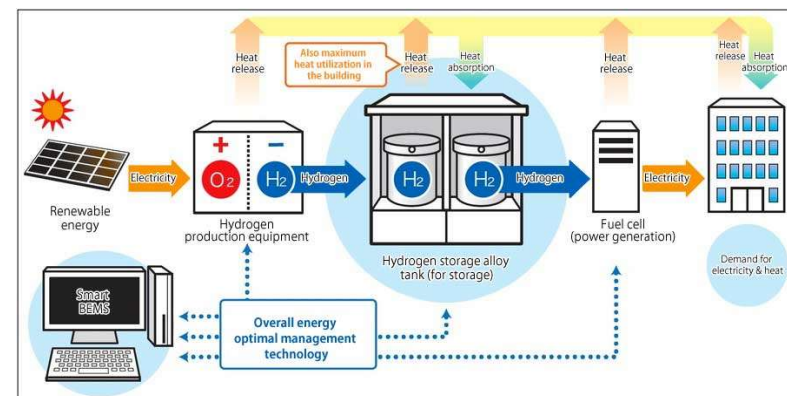 Heat
release
Also maximum
heat utilization in
the building
Heat
release
Heat
absorption
Heat
release
Heat
release
Heat
absorption
Renewable
energy
Electricity
+
−
O2
H2
Hydrogen
production equipment
Hydrogen
H2
H2
Hydrogen storage alloy
tank (for storage)
Hydrogen
Fuel cell
(power generation)
Electricity
Demand for
electricity & heat
Smart
BEMS
Overall energy
optimal management
technology